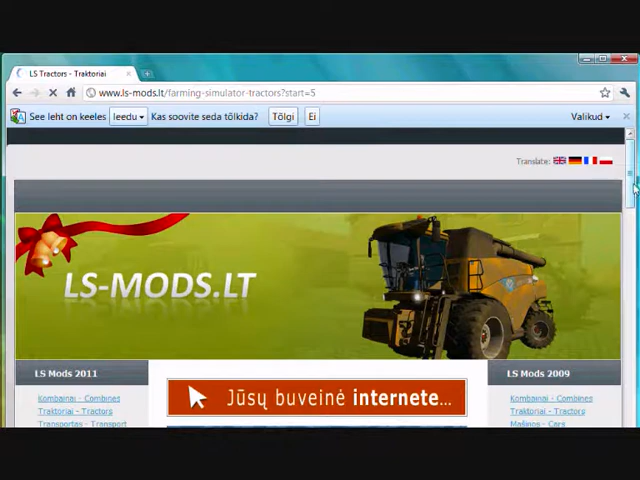 LS Tractors - Traktoriai
www.ls-mods.lt/farming-simulator-tractors?start=5
See leht on keeles leedu Kas soovite seda tõlkida? Tõlgi Ei Valikud
Translate:
LS-MODS.LT
LS Mods 2011
LS Mods 2009
Jūsų buveinė internete...
Kombainai - Combines
Kombainai - Combines
Traktoriai - Tractors
Traktoriai - Tractors
Transportas - Transport
Mašinos - Cars